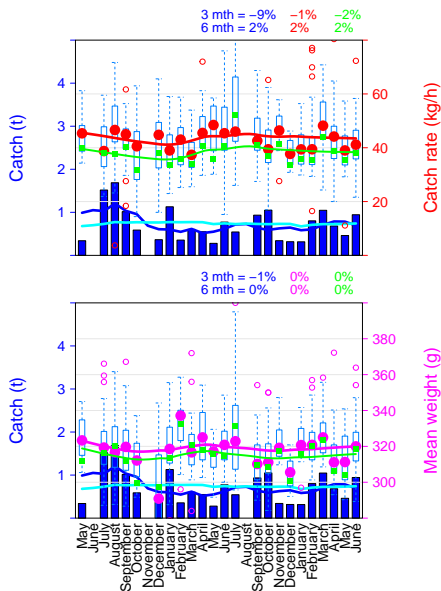 3 mth = −9% −1% −2%
6 mth = 2% 2% 2%
Catch (t)
5
4
3
2
1
80
60
40
20
Catch rate (kg/h)
3 mth = −1% 0% 0%
6 mth = 0% 0% 0%
Catch (t)
5
4
3
2
1
380
360
340
320
300
Mean weight (g)
May
June
July
August
September
October
November
December
January
February
March
April
May
June
July
August
September
October
November
December
January
February
March
April
May
June